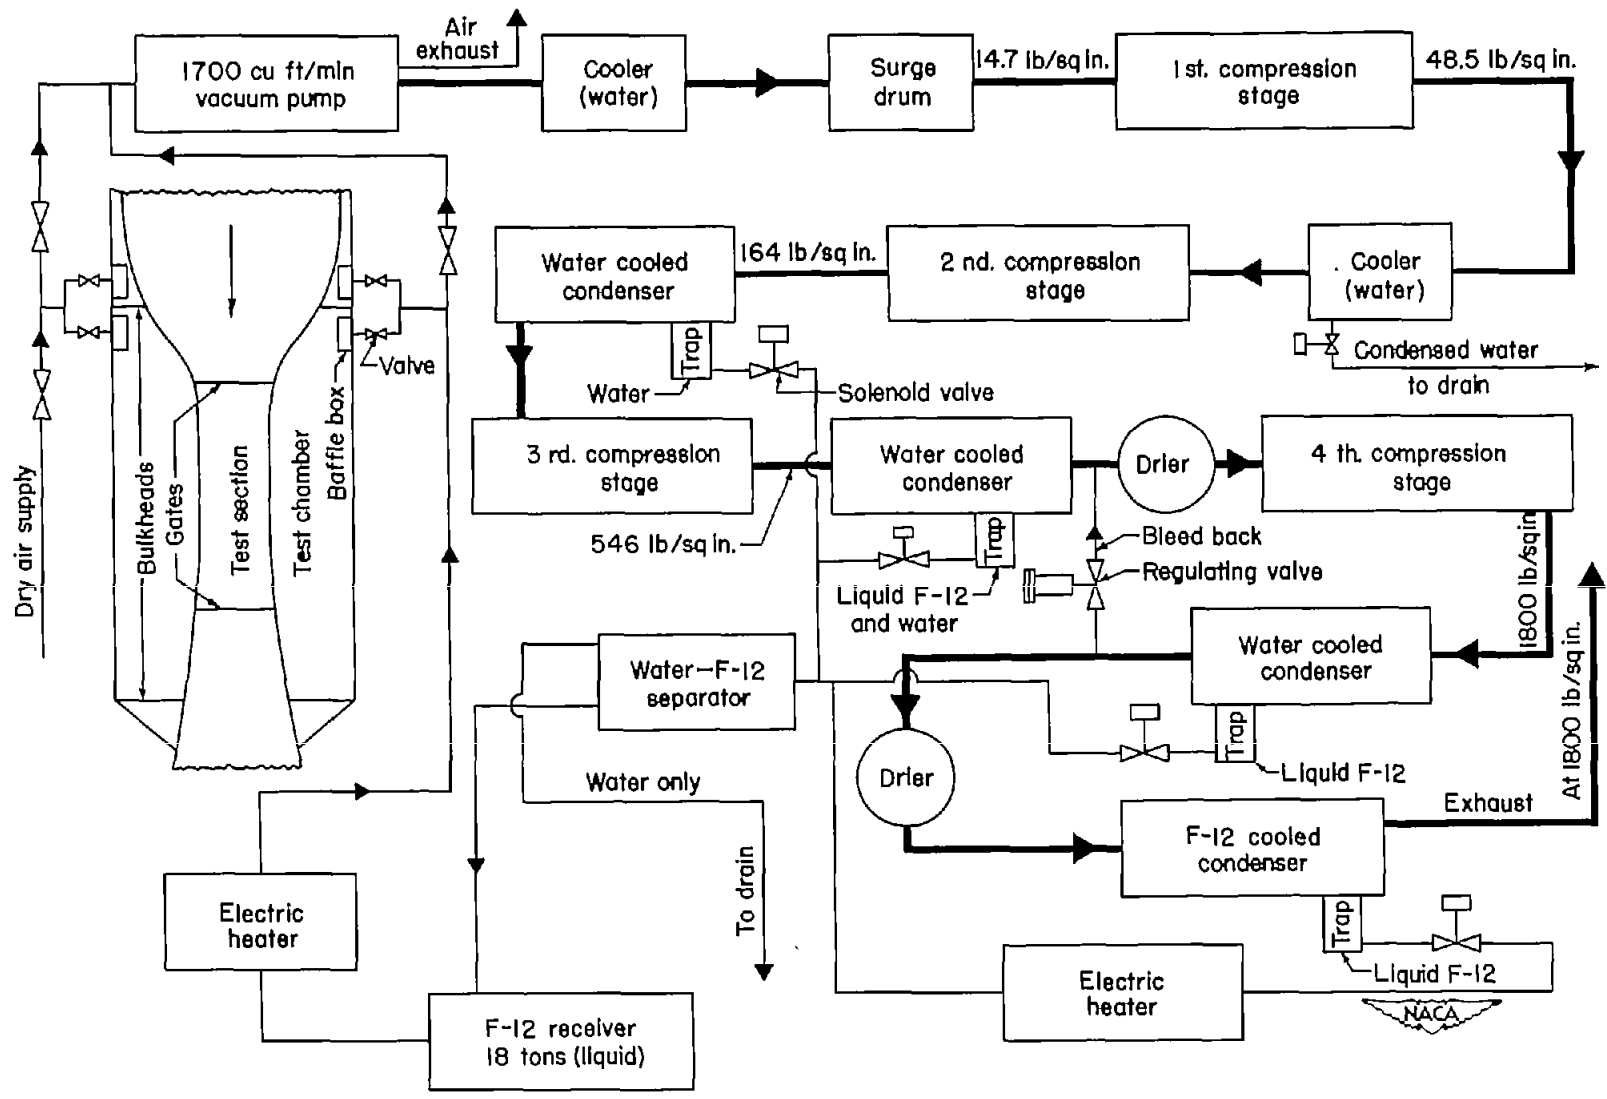 Air
exhaust
1700 cu ft/min
vacuum pump
Cooler
(water)
Surge
drum
14.7 lb/sq in.
1st. compression
stage
48.5 lb/sq in.
Water cooled
condenser
164 lb/sq in.
2 nd. compression
stage
Cooler
(water)
Trap
Water
Solenoid valve
Condensed water
to drain
Valve
Baffle box
Test chamber
Test section
Gates
Bulkheads
Dry air supply
3 rd. compression
stage
546 lb/sq in.
Water cooled
condenser
Drier
4 th. compression
stage
Trap
Liquid F-12
and water
Bleed back
Regulating valve
1800 lb/sq in.
At 1800 lb/sq in.
Water-F-12
separator
Water cooled
condenser
Trap
Liquid F-12
Drier
Water only
To drain
Exhaust
F-12 cooled
condenser
Trap
Liquid F-12
Electric
heater
Electric
heater
F-12 receiver
18 tons (liquid)
NACA